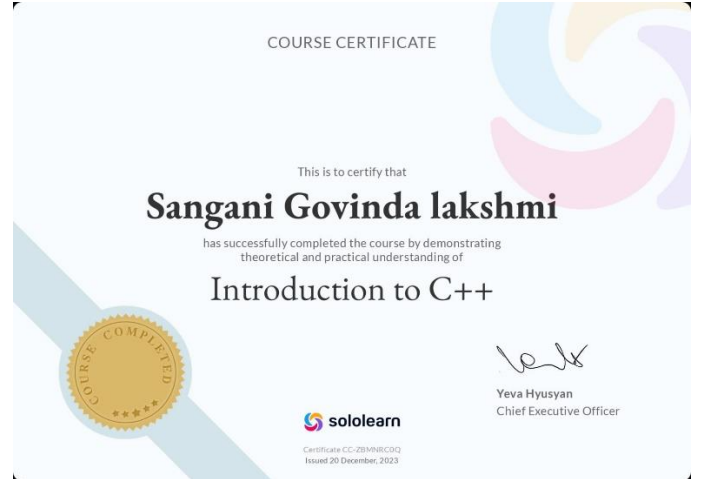 COURSE CERTIFICATE
This is to certify that
Sangani Govinda lakshmi
has successfully completed the course by demonstrating
theoretical and practical understanding of
Introduction to C++
COURSE COMPLETED
Yeva Hyusyan
Chief Executive Officer
sololearn
Certificate CC-ZBMNRC0Q
Issued 20 December, 2023